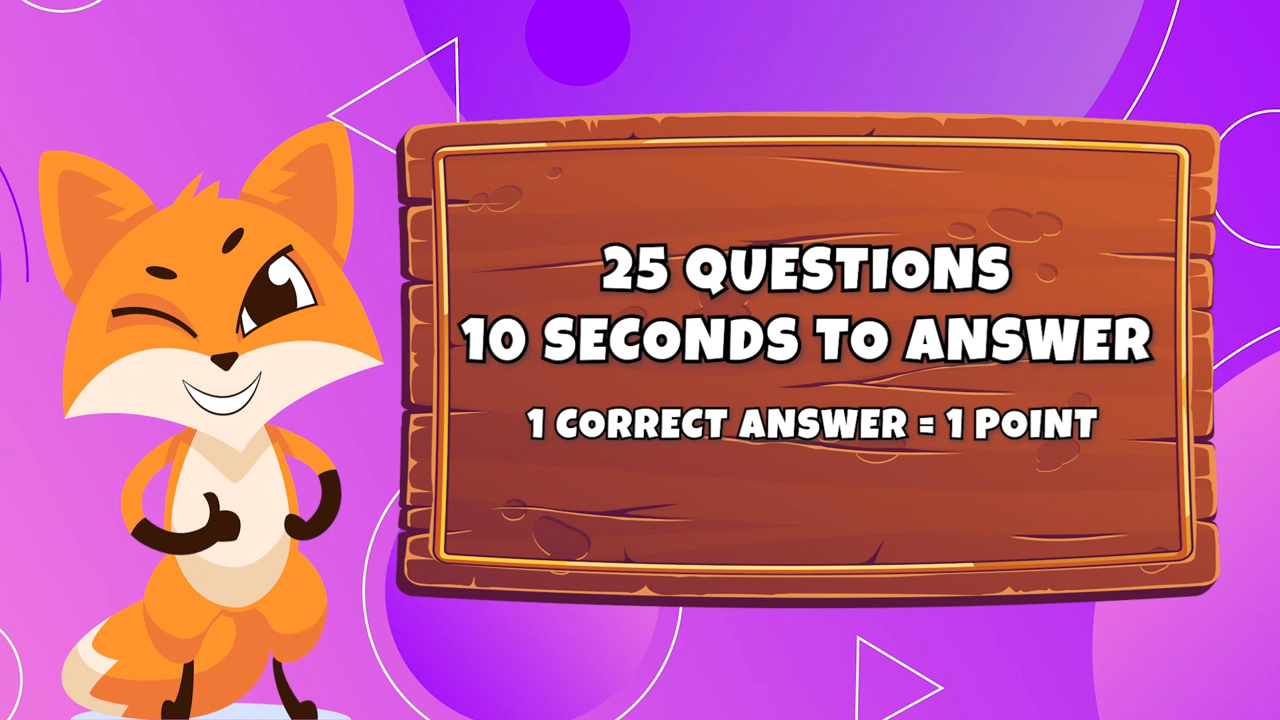 25 QUESTIONS
10 SECONDS TO ANSWER
1 CORRECT ANSWER = 1 POINT